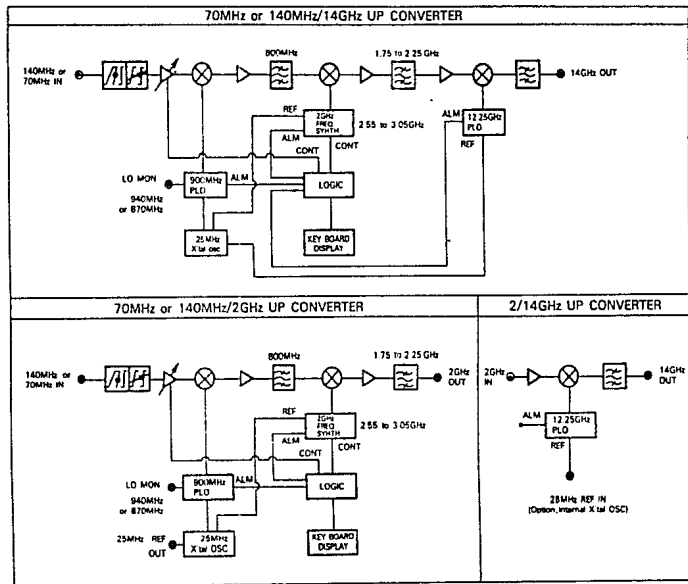 70MHz or 140MHz/14GHz UP CONVERTER
140MHz or
70MHz IN
800MHz
1.75 to 2 25GHz
14GHz OUT
REF
2GHz
FREQ
SYNTH
2 55 to 3.05GHz
ALM
CONT
CONT
ALM
12.25GHz
PLO
REF
LO MON
940MHz
or 870MHz
900MHz
PLO
ALM
LOGIC
25MHz
X'tal osc
KEY BOARD
DISPLAY
70MHz or 140MHz/2GHz UP CONVERTER
140MHz or
70MHz IN
800MHz
1.75 to 2 25GHz
2GHz
OUT
REF
2GHz
FREQ
SYNTH
2 55 to 3.05GHz
ALM
CONT
CONT
LO MON
940MHz
or 870MHz
900MHz
PLO
ALM
LOGIC
25MHz REF
OUT
25MHz
X'tal OSC
KEY BOARD
DISPLAY
2/14GHz UP CONVERTER
2GHz
IN
14GHz
OUT
ALM
12.25GHz
PLO
REF
28MHz REF IN
(Option, Internal X'tal OSC)